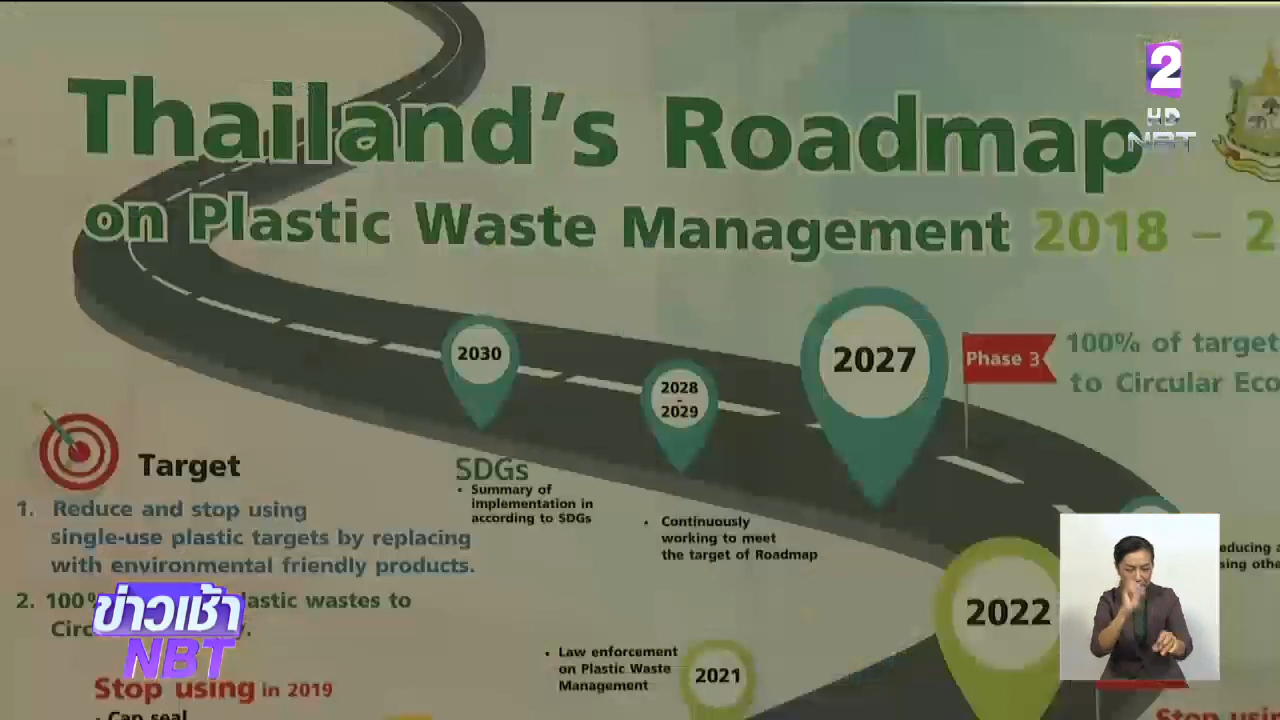 Thailand's Roadmap
on Plastic Waste Management 2018 –
2
HD
NBT
2030
2028
-
2029
2027
Phase 3
100% of target
to Circular
Target
1. Reduce and stop using
single-use plastic targets by replacing
with environmental friendly products.
2. 100% wastes to
SDGs
• Summary of
implementation in
according to SDGs
• Continuously
working to meet
the target of Roadmap
2022
• Law enforcement
on Plastic Waste
Management
2021
ข่าวเช้า
NBT
Stop using in 2019
• Cap seal
Stop